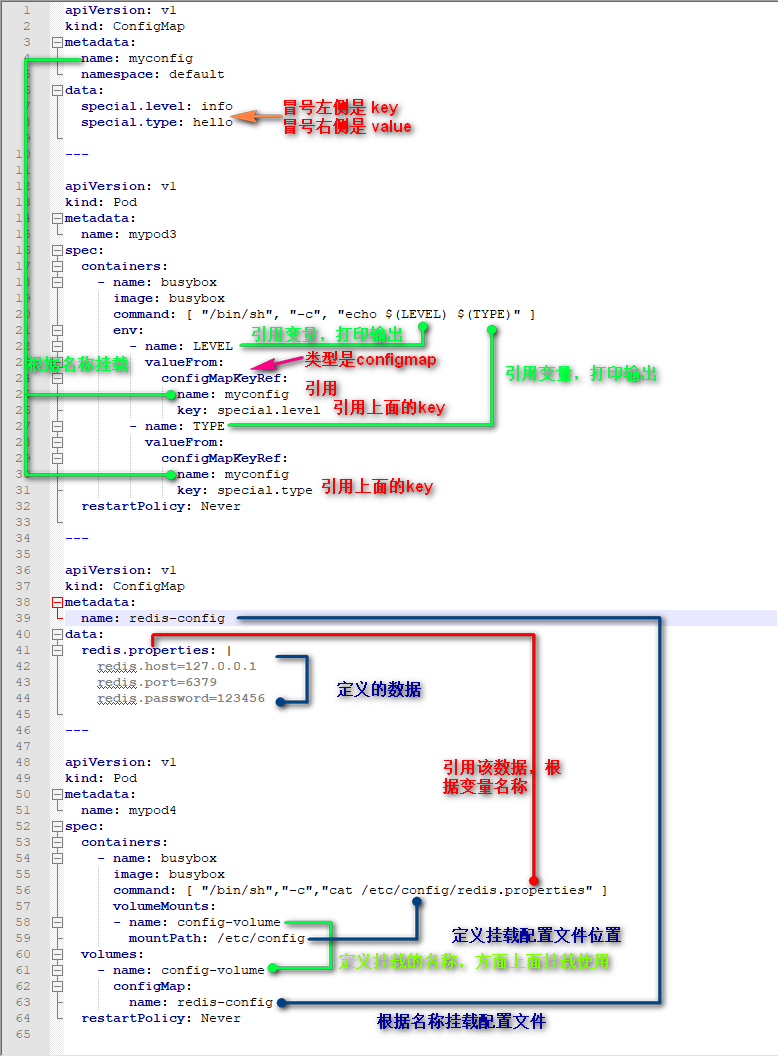 1 apiVersion: v1
2 kind: ConfigMap
3 metadata:
4 name: myconfig
5 namespace: default
6 data:
7 special.level: info
冒号左侧是 key
8 special.type: hello
冒号右侧是 value
9
10 ---
11
12 apiVersion: v1
13 kind: Pod
14 metadata:
15 name: mypod3
16 spec:
17 containers:
18 - name: busybox
19 image: busybox
20 command: [ "/bin/sh", "-c", "echo $(LEVEL) $(TYPE)" ]
21 env:
引用变量，打印输出
22 - name: LEVEL
类型是configmap
23 valueFrom:
根据名称挂载
引用变量，打印输出
24 configMapKeyRef:
引用
25 name: myconfig
26 key: special.level
引用上面的key
27 - name: TYPE
28 valueFrom:
29 configMapKeyRef:
30 name: myconfig
31 key: special.type
引用上面的key
32 restartPolicy: Never
33
34 ---
35
36 apiVersion: v1
37 kind: ConfigMap
38 metadata:
39 name: redis-config
40 data:
41 redis.properties: |
42 redis.host=127.0.0.1
43 redis.port=6379
定义的数据
44 redis.password=123456
45
46 ---
47
48 apiVersion: v1
引用该数据，根
49 kind: Pod
据变量名称
50 metadata:
51 name: mypod4
52 spec:
53 containers:
54 - name: busybox
55 image: busybox
56 command: [ "/bin/sh","-c","cat /etc/config/redis.properties" ]
57 volumeMounts:
58 - name: config-volume
59 mountPath: /etc/config
定义挂载配置文件位置
60 volumes:
定义挂载的名称，方面上面挂载使用
61 - name: config-volume
62 configMap:
63 name: redis-config
64 restartPolicy: Never
根据名称挂载配置文件
65